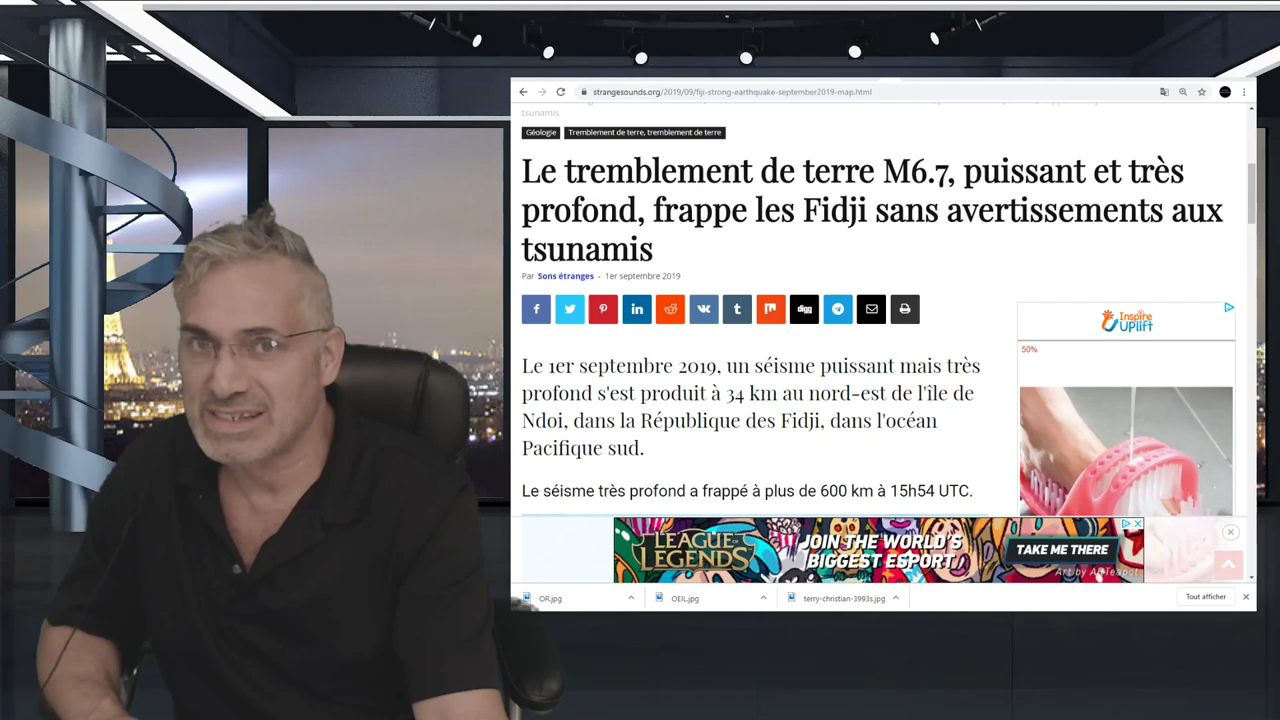 strangesounds.org/2019/09/fiji-strong-earthquake-september2019-map.html
tsunamis
Géologie
Tremblement de terre, tremblement de terre
Le tremblement de terre M6.7, puissant et très
profond, frappe les Fidji sans avertissements aux
tsunamis
Par Sons étranges - 1er septembre 2019
digg
Inspire
Uplift
50%
Le 1er septembre 2019, un séisme puissant mais très
profond s'est produit à 34 km au nord-est de l'île de
Ndoi, dans la République des Fidji, dans l'océan
Pacifique sud.
Le séisme très profond a frappé à plus de 600 km à 15h54 UTC.
LEAGUE OF
LEGENDS
JOIN THE WORLD'S
BIGGEST ESPORT
TAKE ME THERE
OR.jpg
OEIL.jpg
terry-christian-3993s.jpg
Tout afficher